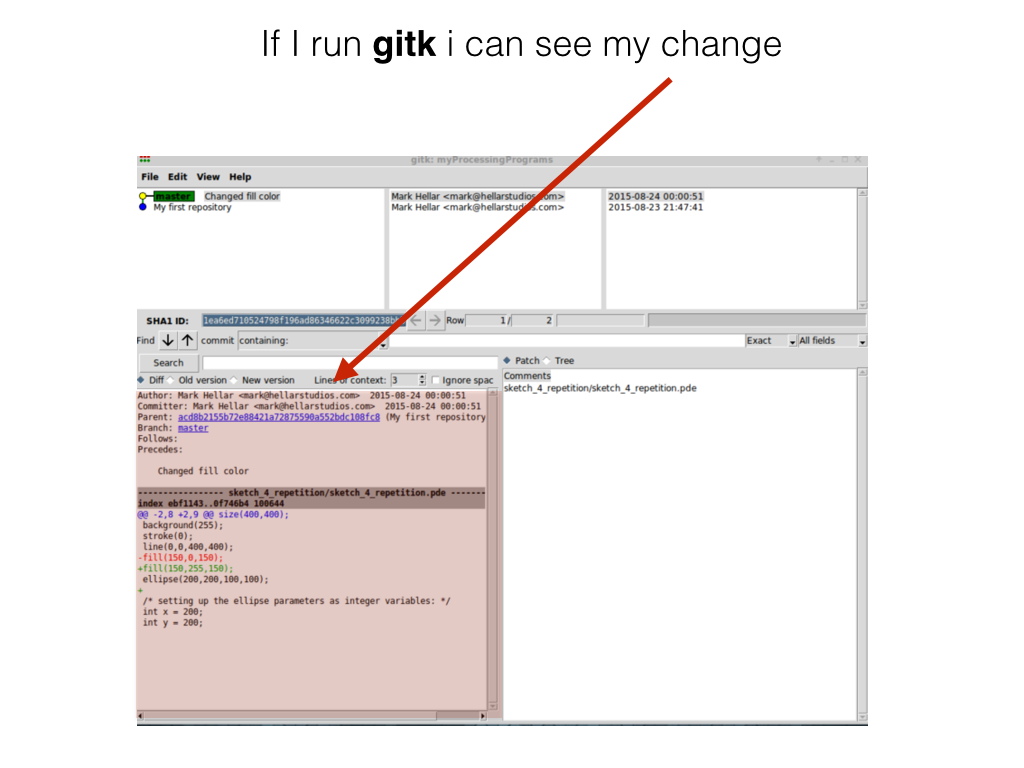 If I run gitk i can see my change
gitk: myProcessingPrograms
File Edit View Help
master Changed fill color Mark Hellar <mark@hellarstudios.com> 2015-08-24 00:00:51
My first repository Mark Hellar <mark@hellarstudios.com> 2015-08-23 21:47:41
SHA1 ID: Row 1 / 2
Find commit containing: Exact All fields
Search Patch Tree
Diff Old version New version Lines of context: 3 Ignore spac
Comments
sketch_4_repetition/sketch_4_repetition.pde
Author: Mark Hellar <mark@hellarstudios.com> 2015-08-24 00:00:51
Committer: Mark Hellar <mark@hellarstudios.com> 2015-08-24 00:00:51
Parent: acd8b2155b72e88421a72875590a552bdc108fc8 (My first repository
Branch: master
Follows:
Precedes:
Changed fill color
---------------- sketch_4_repetition/sketch_4_repetition.pde -------
index ebf1143..0f746b4 100644
@@ -2,8 +2,9 @@ size(400,400);
background(255);
stroke(0);
line(0,0,400,400);
-fill(150,0,150);
+fill(150,255,150);
ellipse(200,200,100,100);
+
/* setting up the ellipse parameters as integer variables: */
int x = 200;
int y = 200;